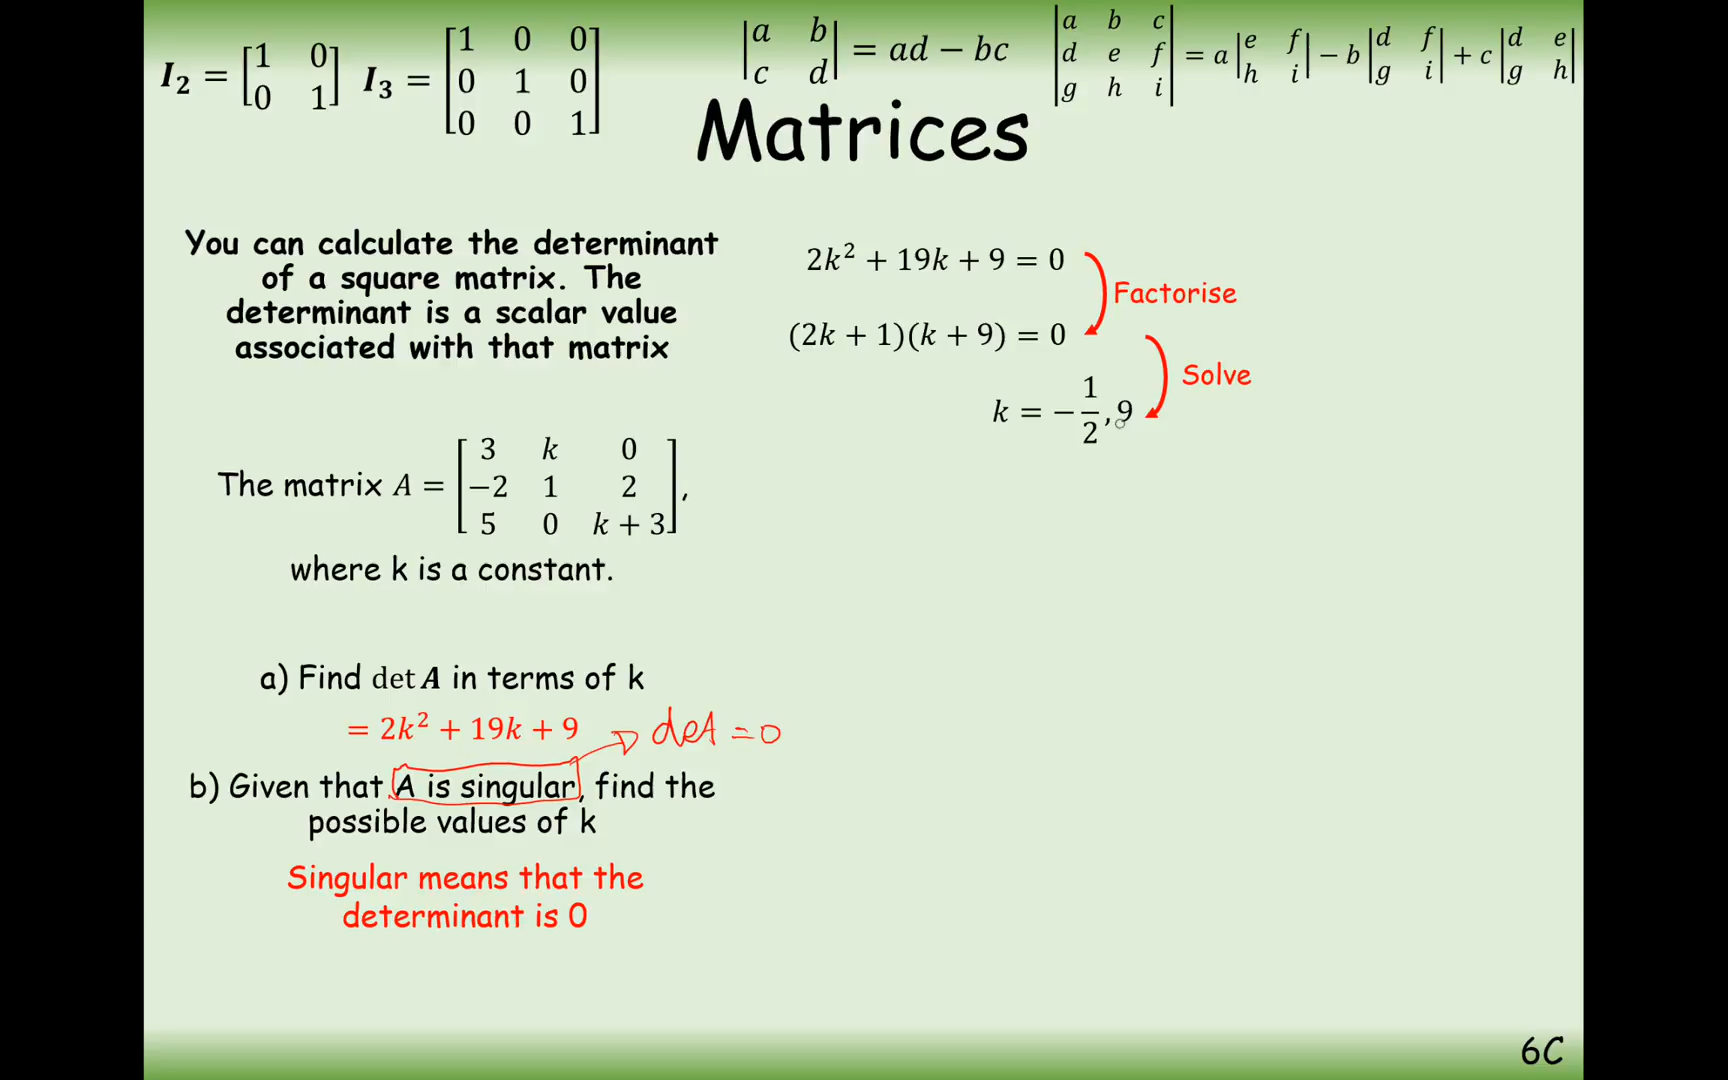 I₂ = [1 0; 0 1] I₃ = [1 0 0; 0 1 0; 0 0 1]
|a b; c d| = ad − bc
|a b c; d e f; g h i| = a|e f; h i| − b|d f; g i| + c|d e; g h|
Matrices
You can calculate the determinant
of a square matrix. The
determinant is a scalar value
associated with that matrix
The matrix A = [3 k 0; −2 1 2; 5 0 k + 3],
where k is a constant.
a) Find det A in terms of k
= 2k² + 19k + 9
det = 0
b) Given that A is singular, find the
possible values of k
Singular means that the
determinant is 0
2k² + 19k + 9 = 0
Factorise
(2k + 1)(k + 9) = 0
Solve
k = −1/2, 9
6C